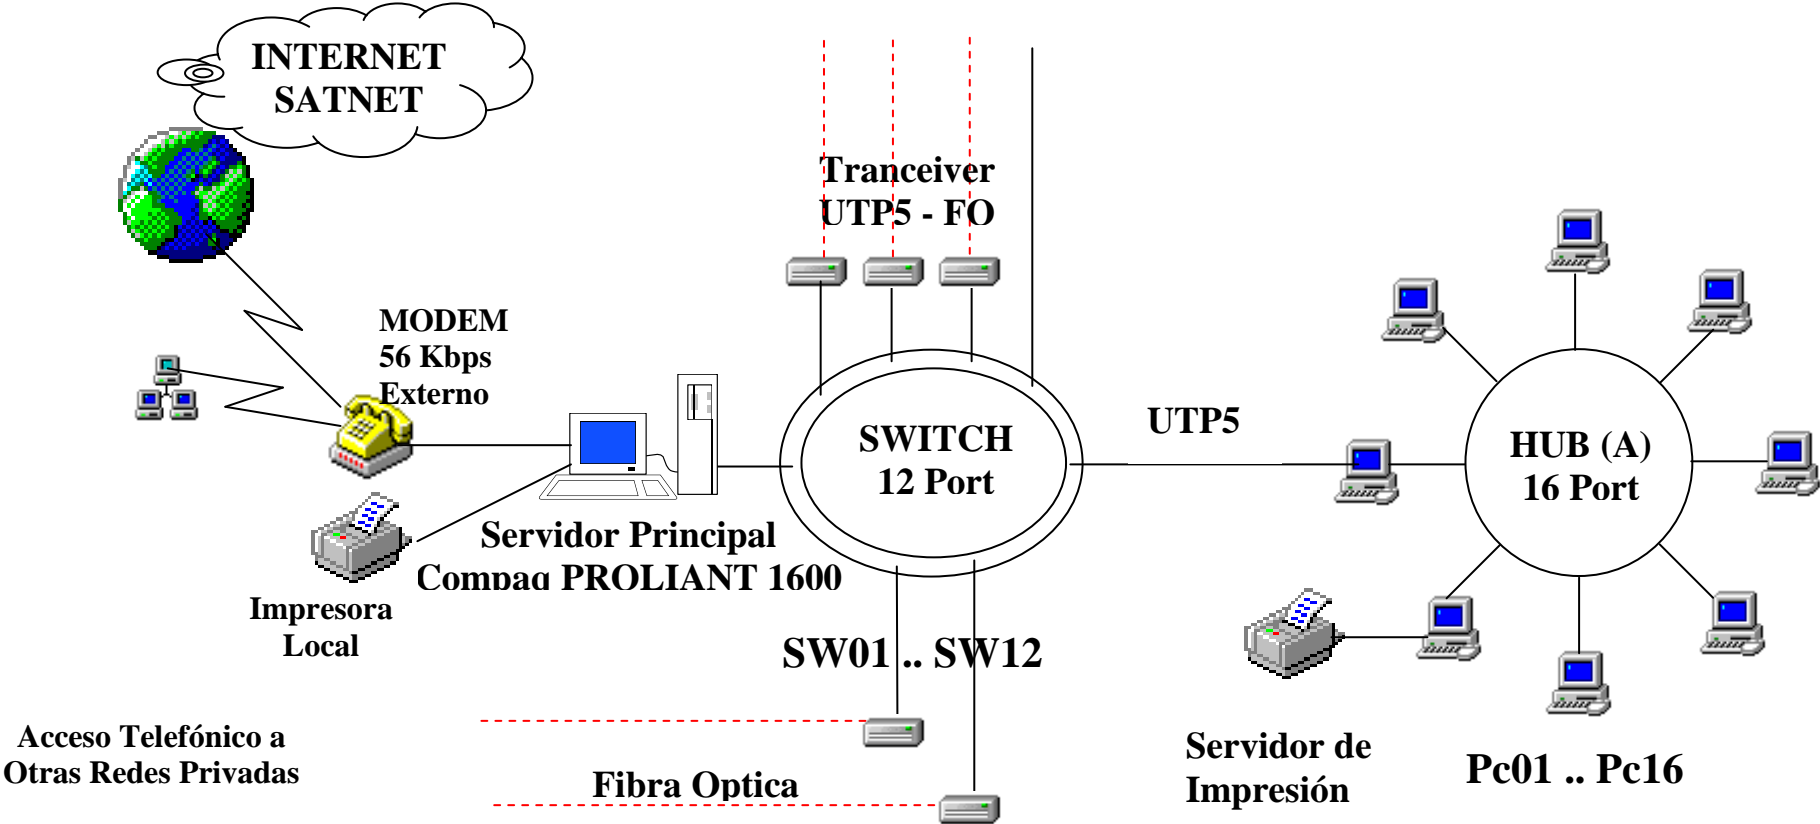 INTERNET
SATNET
Tranceiver
UTP5 - FO
MODEM
56 Kbps
Externo
SWITCH
12 Port
UTP5
HUB (A)
16 Port
Servidor Principal
Compaq PROLIANT 1600
Impresora
Local
SW01 .. SW12
Acceso Telefónico a
Otras Redes Privadas
Fibra Optica
Servidor de
Impresión
Pc01 .. Pc16